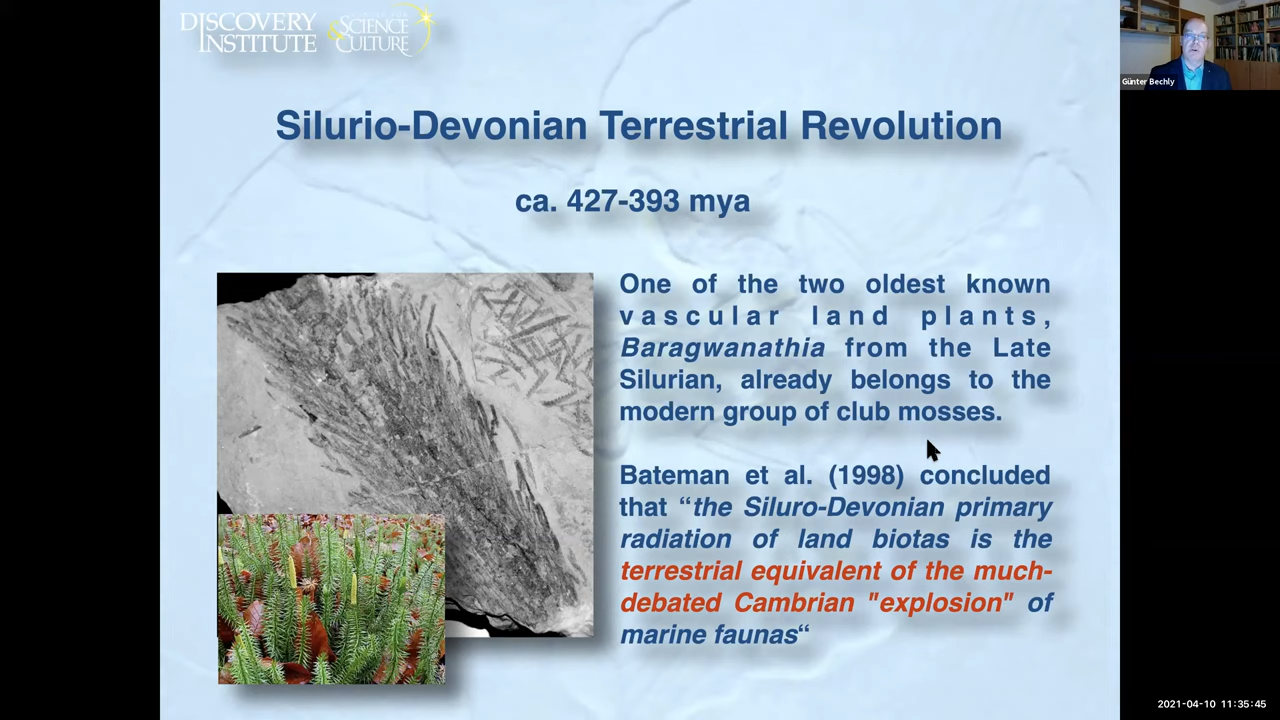 DISCOVERY
INSTITUTE
CENTER FOR
SCIENCE
&CULTURE
Günter Bechly
Silurio-Devonian Terrestrial Revolution
ca. 427-393 mya
One of the two oldest known
vascular land plants,
Baragwanathia from the Late
Silurian, already belongs to the
modern group of club mosses.
Bateman et al. (1998) concluded
that “the Siluro-Devonian primary
radiation of land biotas is the
terrestrial equivalent of the much-
debated Cambrian "explosion" of
marine faunas“
2021-04-10 11:35:45